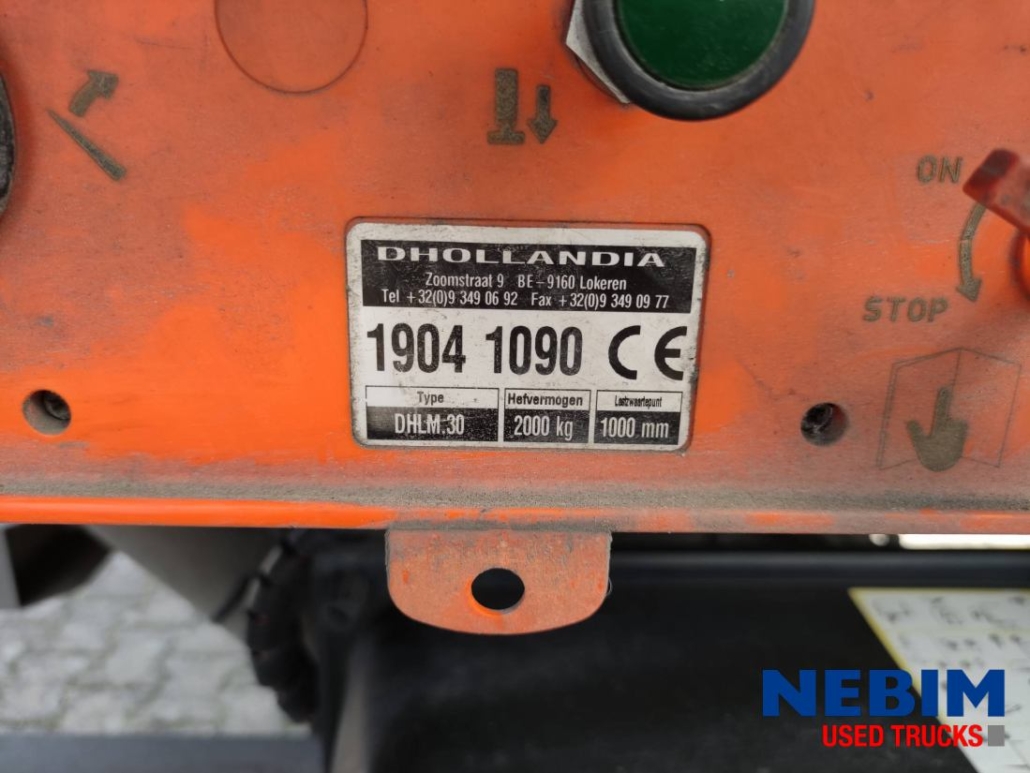 ON
STOP
DHOLLANDIA
Zoomstraat 9 BE-9160 Lokeren
Tel +32(0)9 349 06 92 Fax +32(0)9 349 09 77
1904 1090 CE
Type Hefvermogen Lastzwaartepunt
DHLM.30 2000 kg 1000 mm
NEBIM
USED TRUCKS